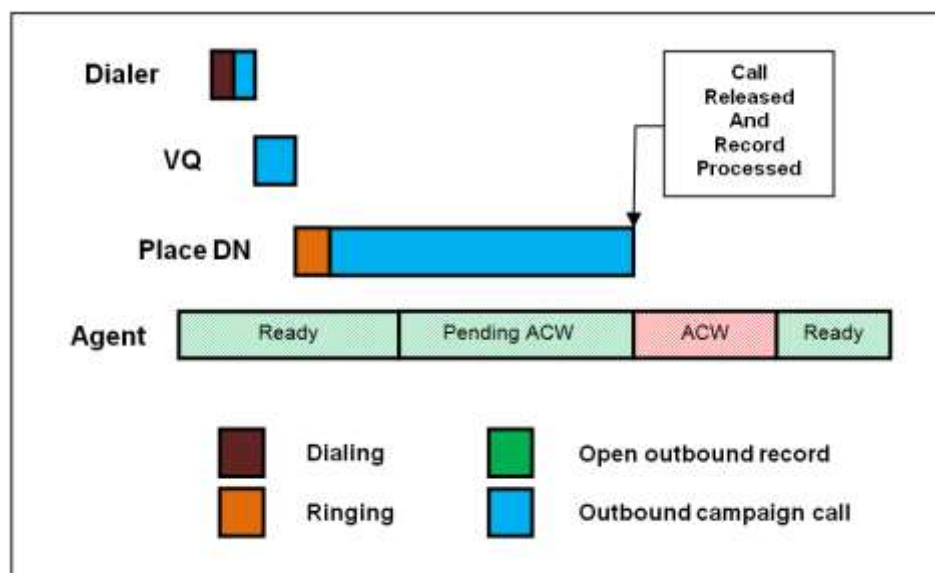 Dialer
Call
Released
And
Record
Processed
VQ
Place DN
Agent
Ready
Pending ACW
ACW
Ready
Dialing
Open outbound record
Ringing
Outbound campaign call